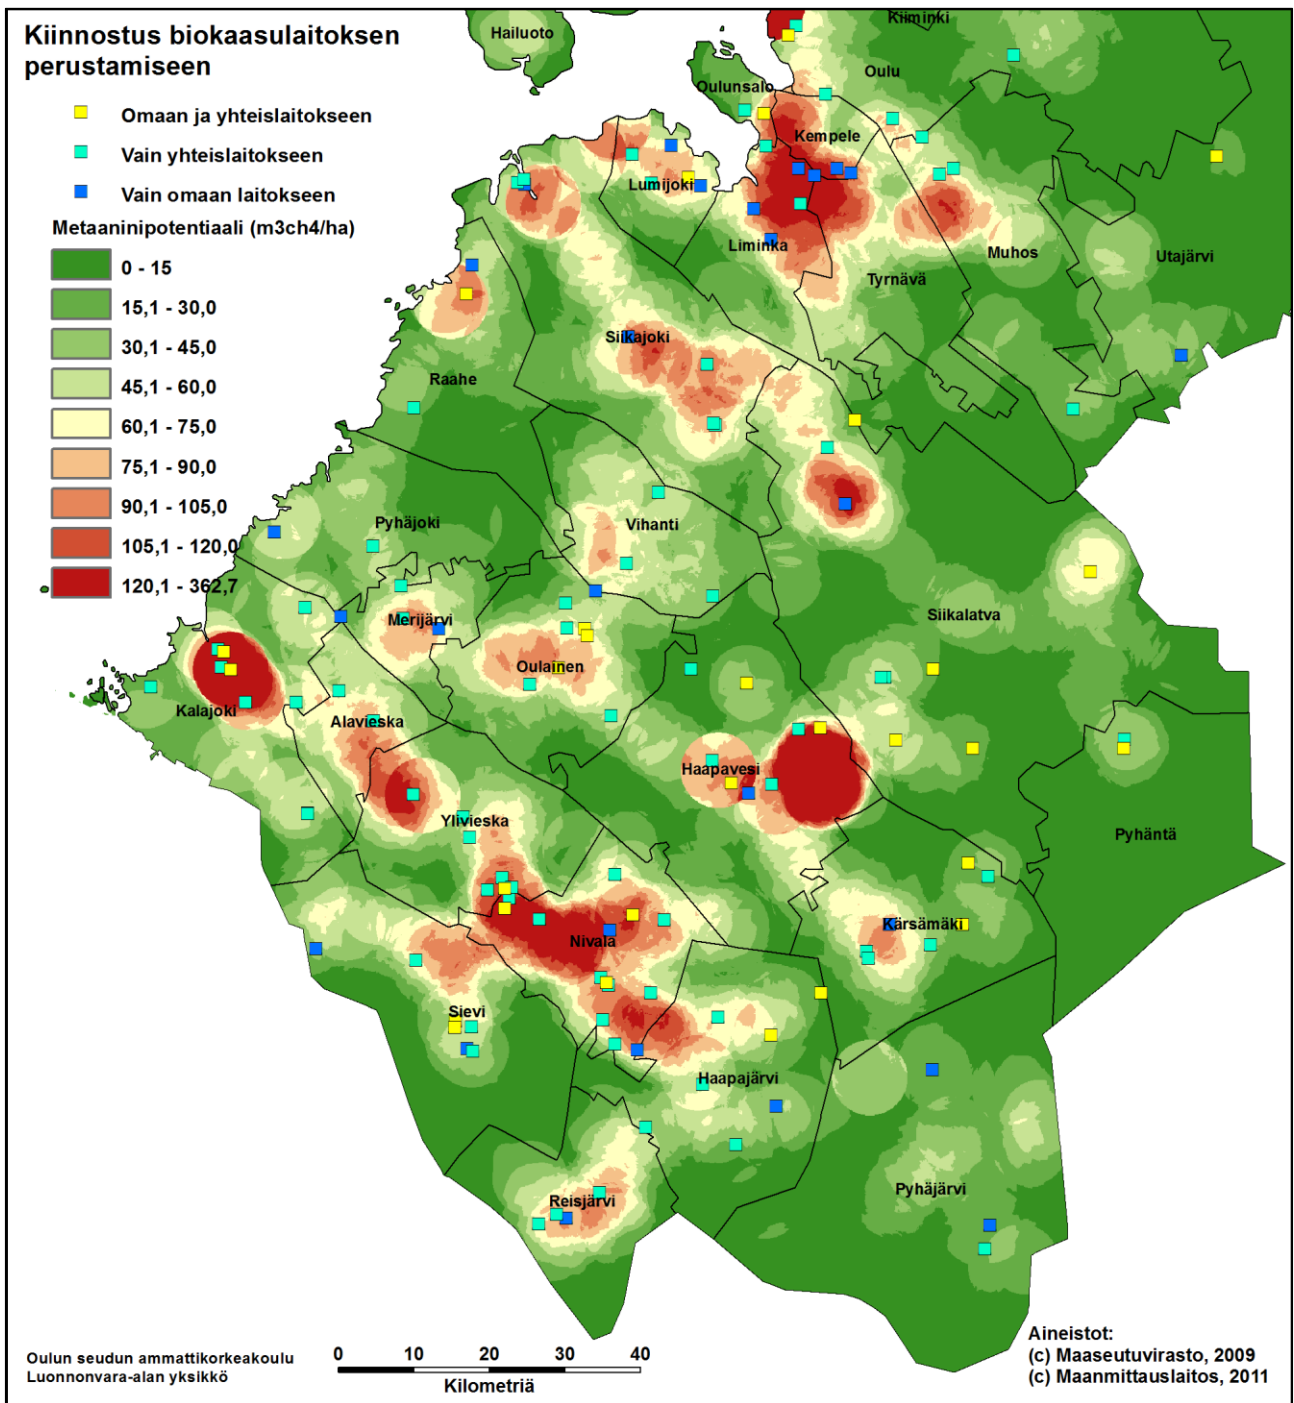 Kiinnostus biokaasulaitoksen
perustamiseen
Omaan ja yhteislaitokseen
Vain yhteislaitokseen
Vain omaan laitokseen
Metaaninipotentiaali (m3ch4/ha)
0 - 15
15,1 - 30,0
30,1 - 45,0
45,1 - 60,0
60,1 - 75,0
75,1 - 90,0
90,1 - 105,0
105,1 - 120,0
120,1 - 362,7
Hailuoto
Kiiminki
Oulu
Oulunsalo
Kempele
Lumijoki
Liminka
Muhos
Utajärvi
Tyrnävä
Siikajoki
Raahe
Pyhäjoki
Vihanti
Merijärvi
Siikalatva
Oulainen
Kalajoki
Alavieska
Haapavesi
Ylivieska
Pyhäntä
Kärsämäki
Nivala
Sievi
Haapajärvi
Pyhäjärvi
Reisjärvi
Oulun seudun ammattikorkeakoulu
Luonnonvara-alan yksikkö
0 10 20 30 40
Kilometriä
Aineistot:
(c) Maaseutuvirasto, 2009
(c) Maanmittauslaitos, 2011